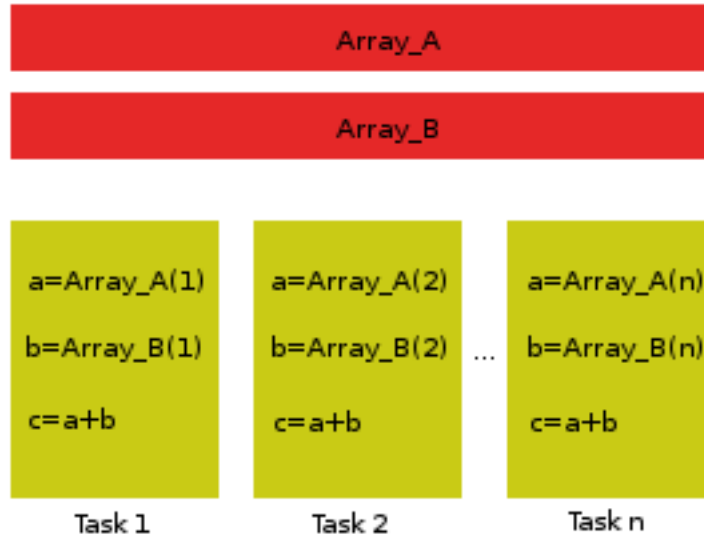 Array_A
Array_B
a=Array_A(1)
b=Array_B(1)
c=a+b
Task 1
a=Array_A(2)
b=Array_B(2)
c=a+b
Task 2
...
a=Array_A(n)
b=Array_B(n)
c=a+b
Task n